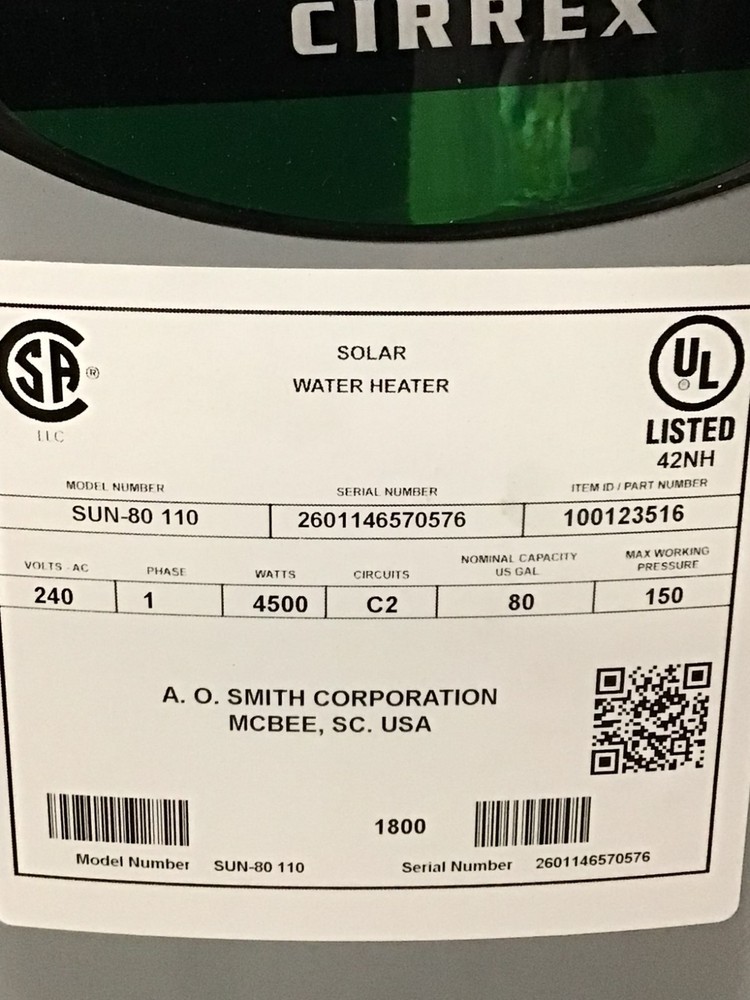 CIRREX
SA ®
LLC
SOLAR
WATER HEATER
UL ®
LISTED
42NH
MODEL NUMBER SERIAL NUMBER ITEM ID / PART NUMBER
SUN-80 110 2601146570576 100123516
VOLTS - AC PHASE WATTS CIRCUITS NOMINAL CAPACITY US GAL MAX WORKING PRESSURE
240 1 4500 C2 80 150
A. O. SMITH CORPORATION
MCBEE, SC. USA
1800
Model Number SUN-80 110 Serial Number 2601146570576